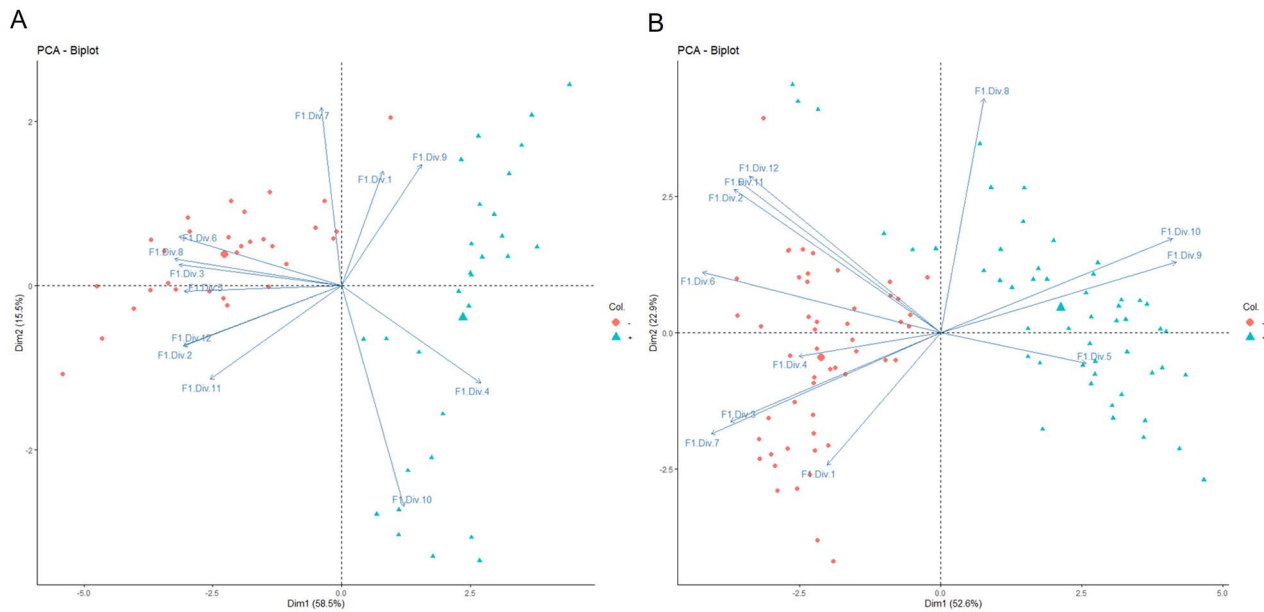 A
PCA - Biplot
F1.Div.7
F1.Div.9
F1.Div.1
F1.Div.6
F1.Div.8
F1.Div.3
F1.Div.5
F1.Div.12
F1.Div.2
F1.Div.11
F1.Div.4
F1.Div.10
2
0
-2
Dim2 (15.5%)
-5.0
-2.5
0.0
2.5
Dim1 (58.5%)
Col.
-
+
B
PCA - Biplot
F1.Div.8
F1.Div.12
F1.Div.11
F1.Div.2
F1.Div.10
F1.Div.9
F1.Div.6
F1.Div.5
F1.Div.4
F1.Div.3
F1.Div.7
F1.Div.1
2.5
0.0
-2.5
Dim2 (22.9%)
-2.5
0.0
2.5
5.0
Dim1 (52.6%)
Col.
-
+